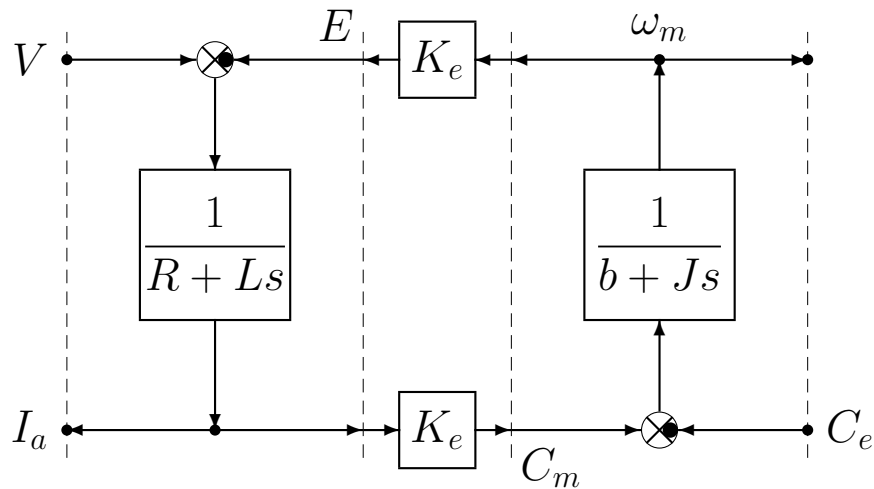 V
E
K_e
ω_m
1
R + Ls
1
b + Js
I_a
K_e
C_m
C_e